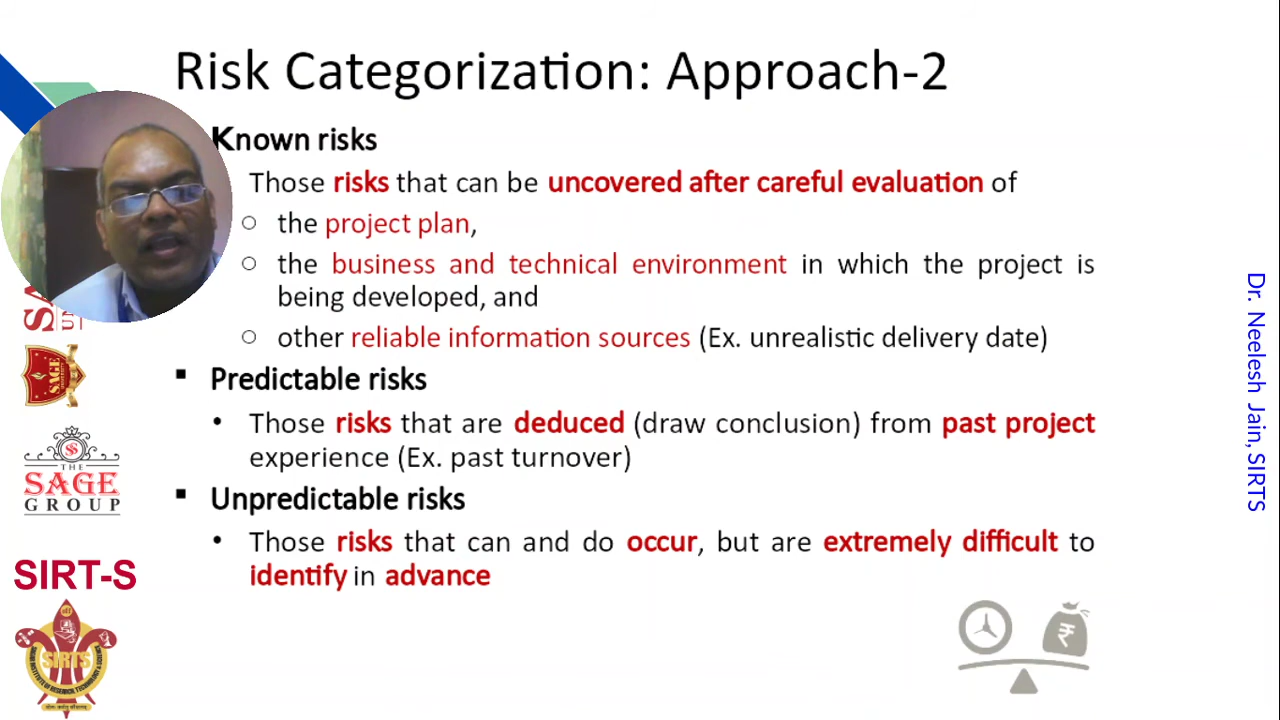 Risk Categorization: Approach-2
Known risks
Those risks that can be uncovered after careful evaluation of
the project plan,
the business and technical environment in which the project is
being developed, and
other reliable information sources (Ex. unrealistic delivery date)
Predictable risks
Those risks that are deduced (draw conclusion) from past project
experience (Ex. past turnover)
Unpredictable risks
Those risks that can and do occur, but are extremely difficult to
identify in advance
SAGE
THE
SAGE
GROUP
SIRT-S
SIRTS
Dr. Neelesh Jain, SIRTS
₹